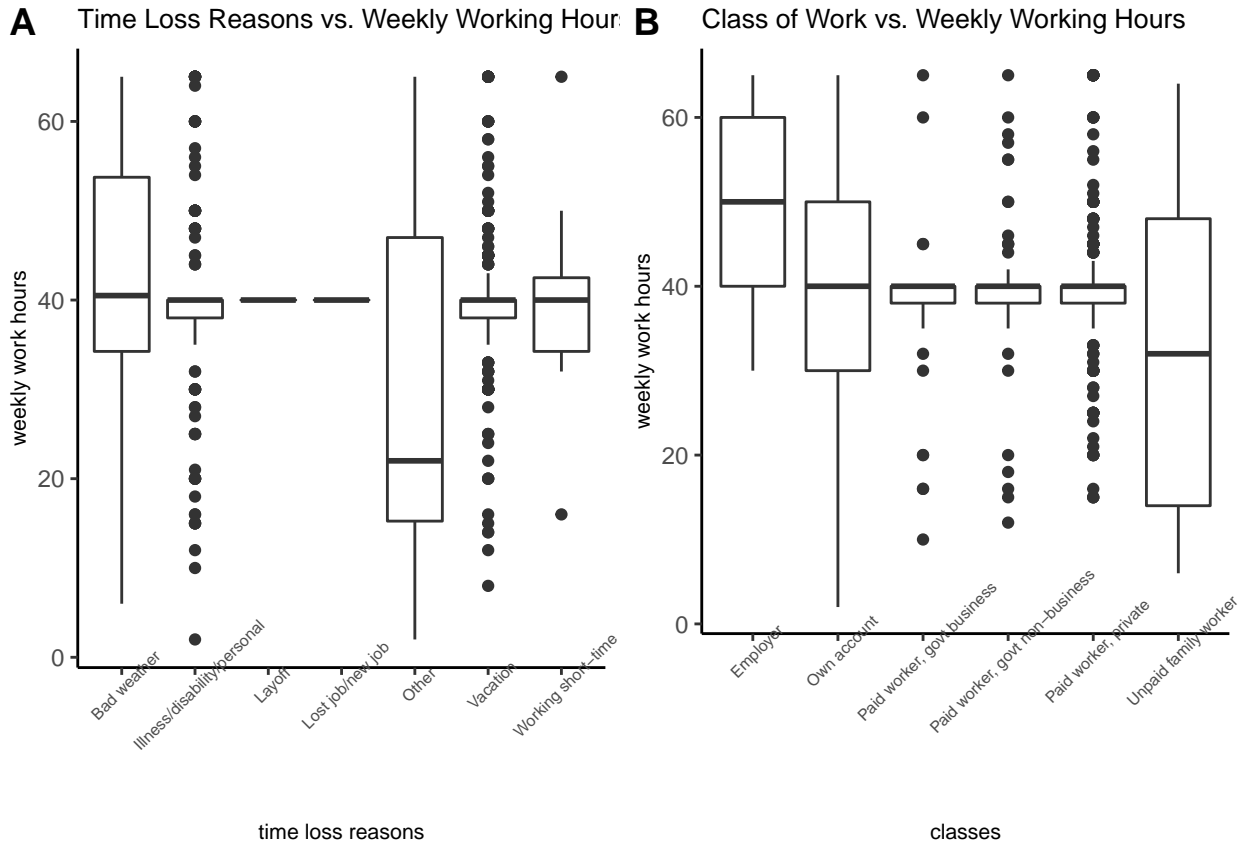 A
Time Loss Reasons vs. Weekly Working Hours
weekly work hours
60
40
20
0
Bad weather
Illness/disability/personal
Layoff
Lost job/new job
Other
Vacation
Working short−time
time loss reasons
B
Class of Work vs. Weekly Working Hours
weekly work hours
60
40
20
0
Employer
Own account
Paid worker, govt business
Paid worker, govt non−business
Paid worker, private
Unpaid family worker
classes